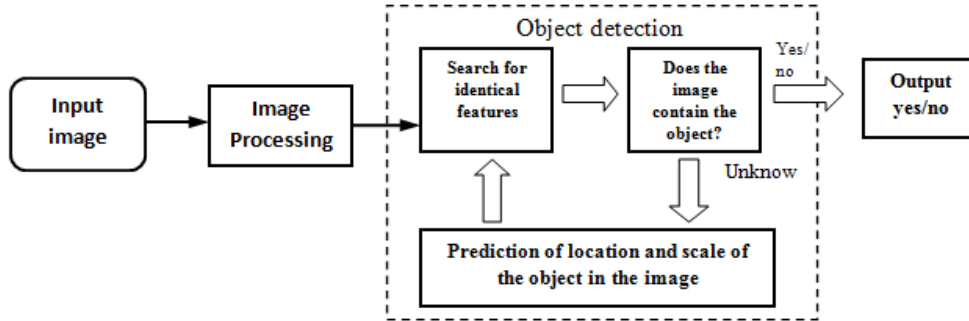 Object detection
Input
image
Image
Processing
Search for
identical
features
Does the
image
contain the
object?
Yes/
no
Output
yes/no
Unknow
Prediction of location and scale of
the object in the image